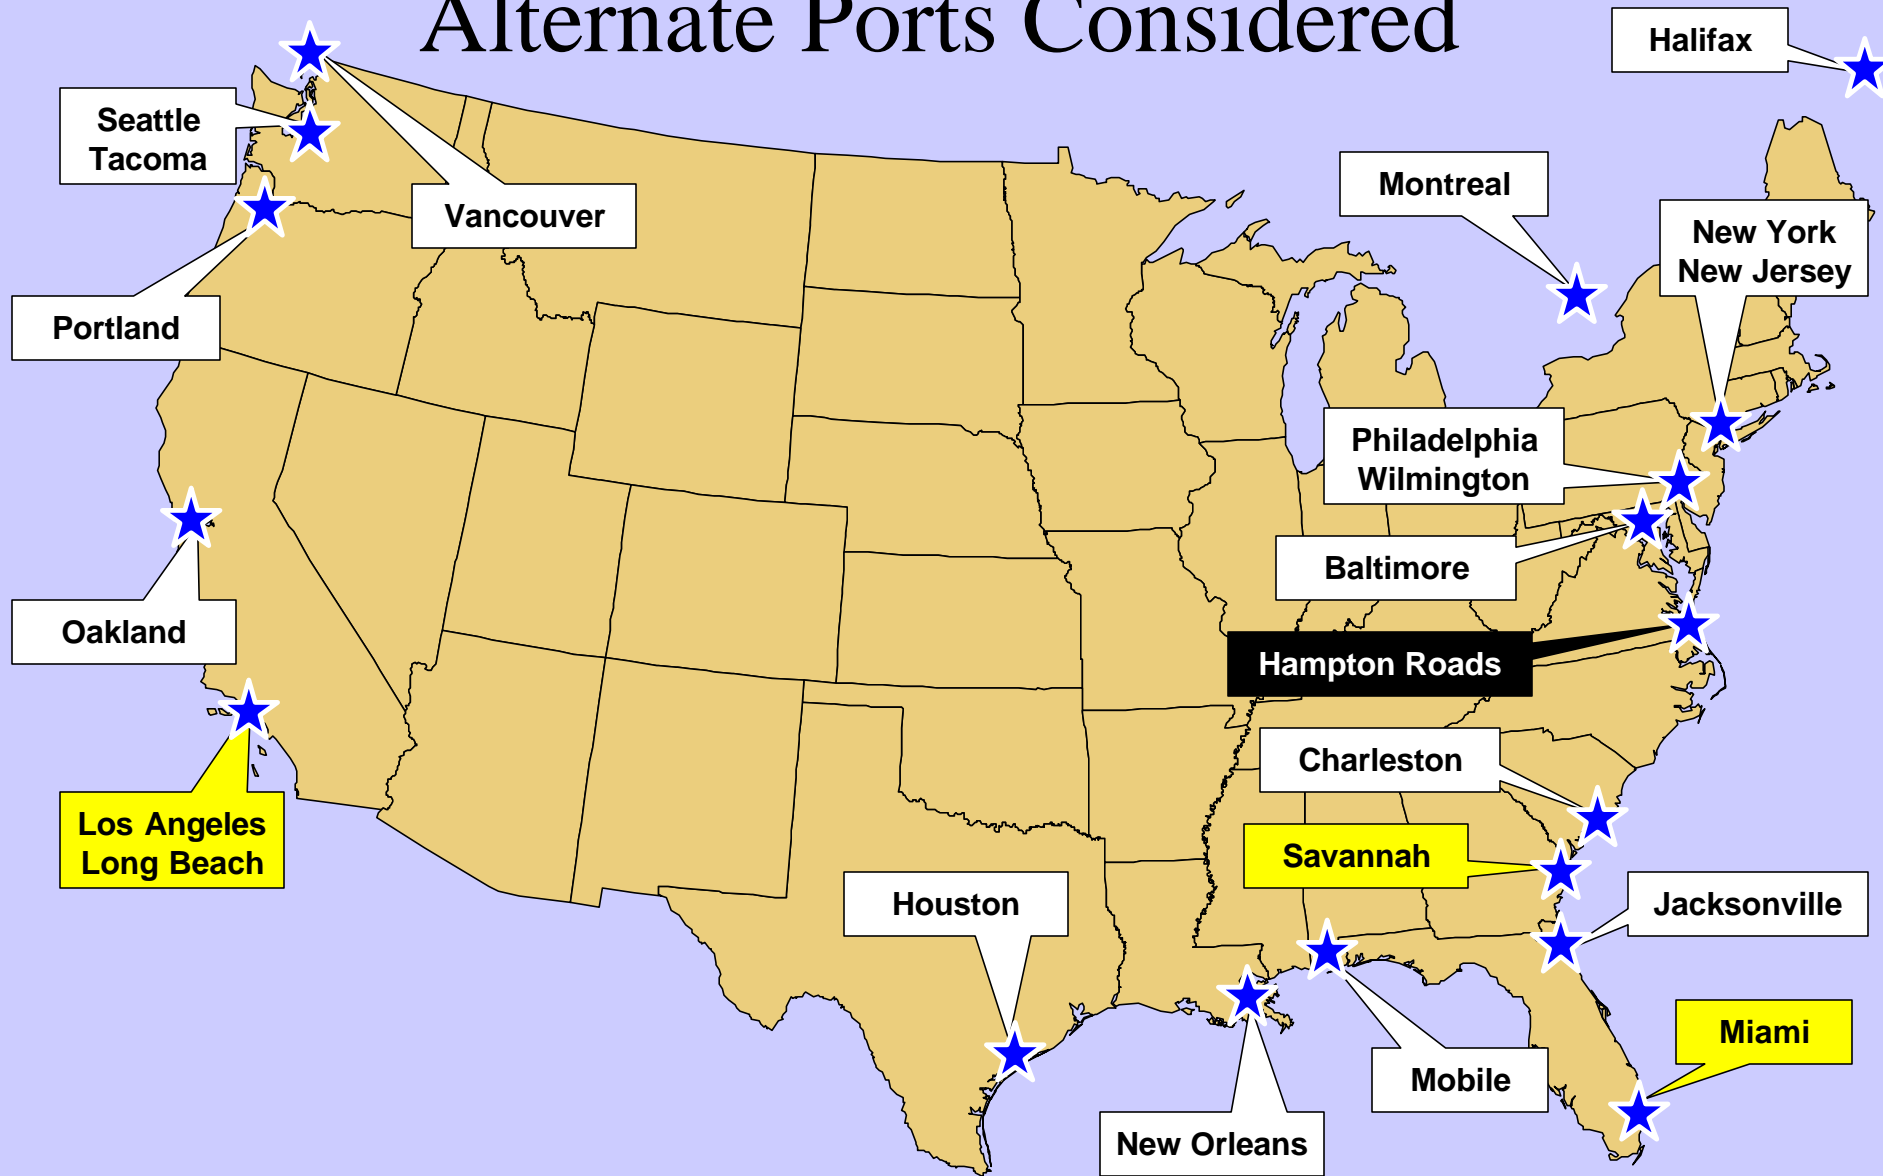 Alternate Ports Considered
Halifax
Seattle
Tacoma
Vancouver
Montreal
New York
New Jersey
Portland
Philadelphia
Wilmington
Baltimore
Oakland
Hampton Roads
Charleston
Los Angeles
Long Beach
Savannah
Houston
Jacksonville
Miami
Mobile
New Orleans